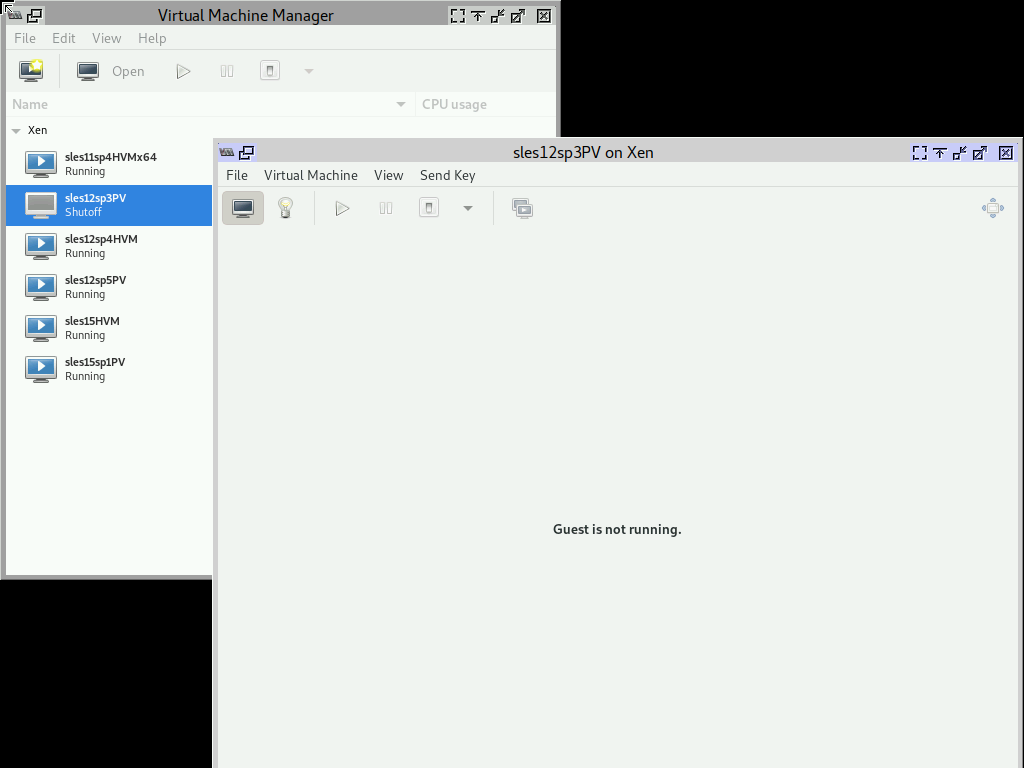 Virtual Machine Manager
File Edit View Help
Open
Name CPU usage
Xen
sles11sp4HVMx64
Running
sles12sp3PV
Shutoff
sles12sp4HVM
Running
sles12sp5PV
Running
sles15HVM
Running
sles15sp1PV
Running
sles12sp3PV on Xen
File Virtual Machine View Send Key
Guest is not running.